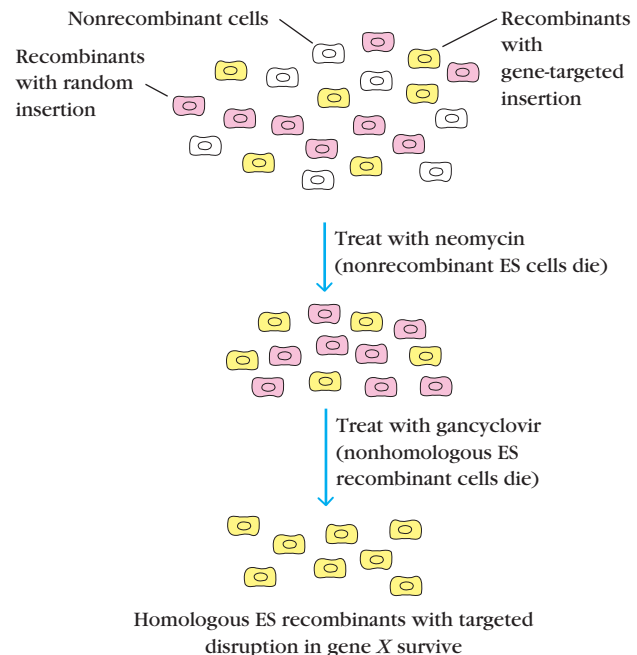 Nonrecombinant cells
Recombinants
with
gene-targeted
insertion
Recombinants
with random
insertion
Treat with neomycin
(nonrecombinant ES cells die)
Treat with gancyclovir
(nonhomologous ES
recombinant cells die)
Homologous ES recombinants with targeted
disruption in gene X survive